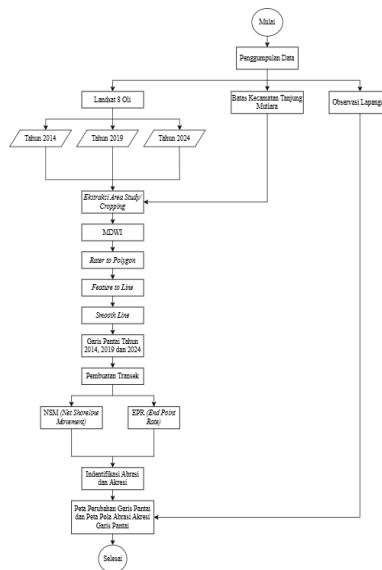 Mulai
Penggumpulan Data
Landsat 8 Oli
Batas Kecamatan Tanjung
Mutiara
Observasi Lapanga
Tahun 2014
Tahun 2019
Tahun 2024
Ekstraksi Area Study/
Cropping
MDWI
Rater to Polygon
Feature to Line
Smooth Line
Garis Pantai Tahun
2014, 2019 dan 2024
Pembuatan Transek
NSM (Net Shoreline
Movement)
EPR (End Point
Rate)
Indentifikasi Abrasi
dan Akresi
Peta Perubahan Garis Pantai
dan Peta Pola Abrasi Akresi
Garis Pantai
Selesai